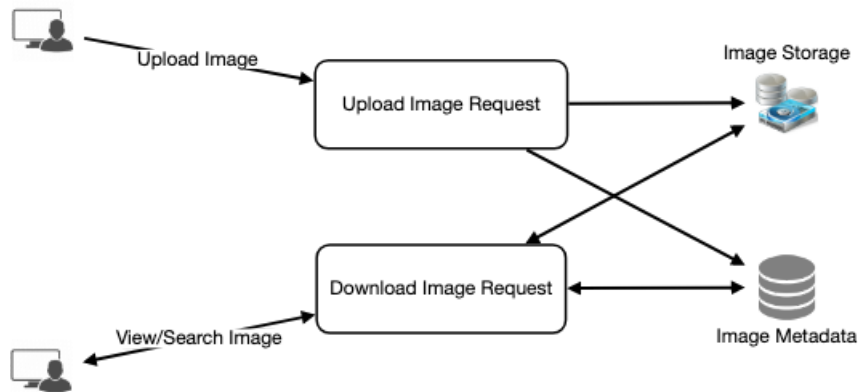 Image Storage
Upload Image
Upload Image Request
Download Image Request
View/Search Image
Image Metadata